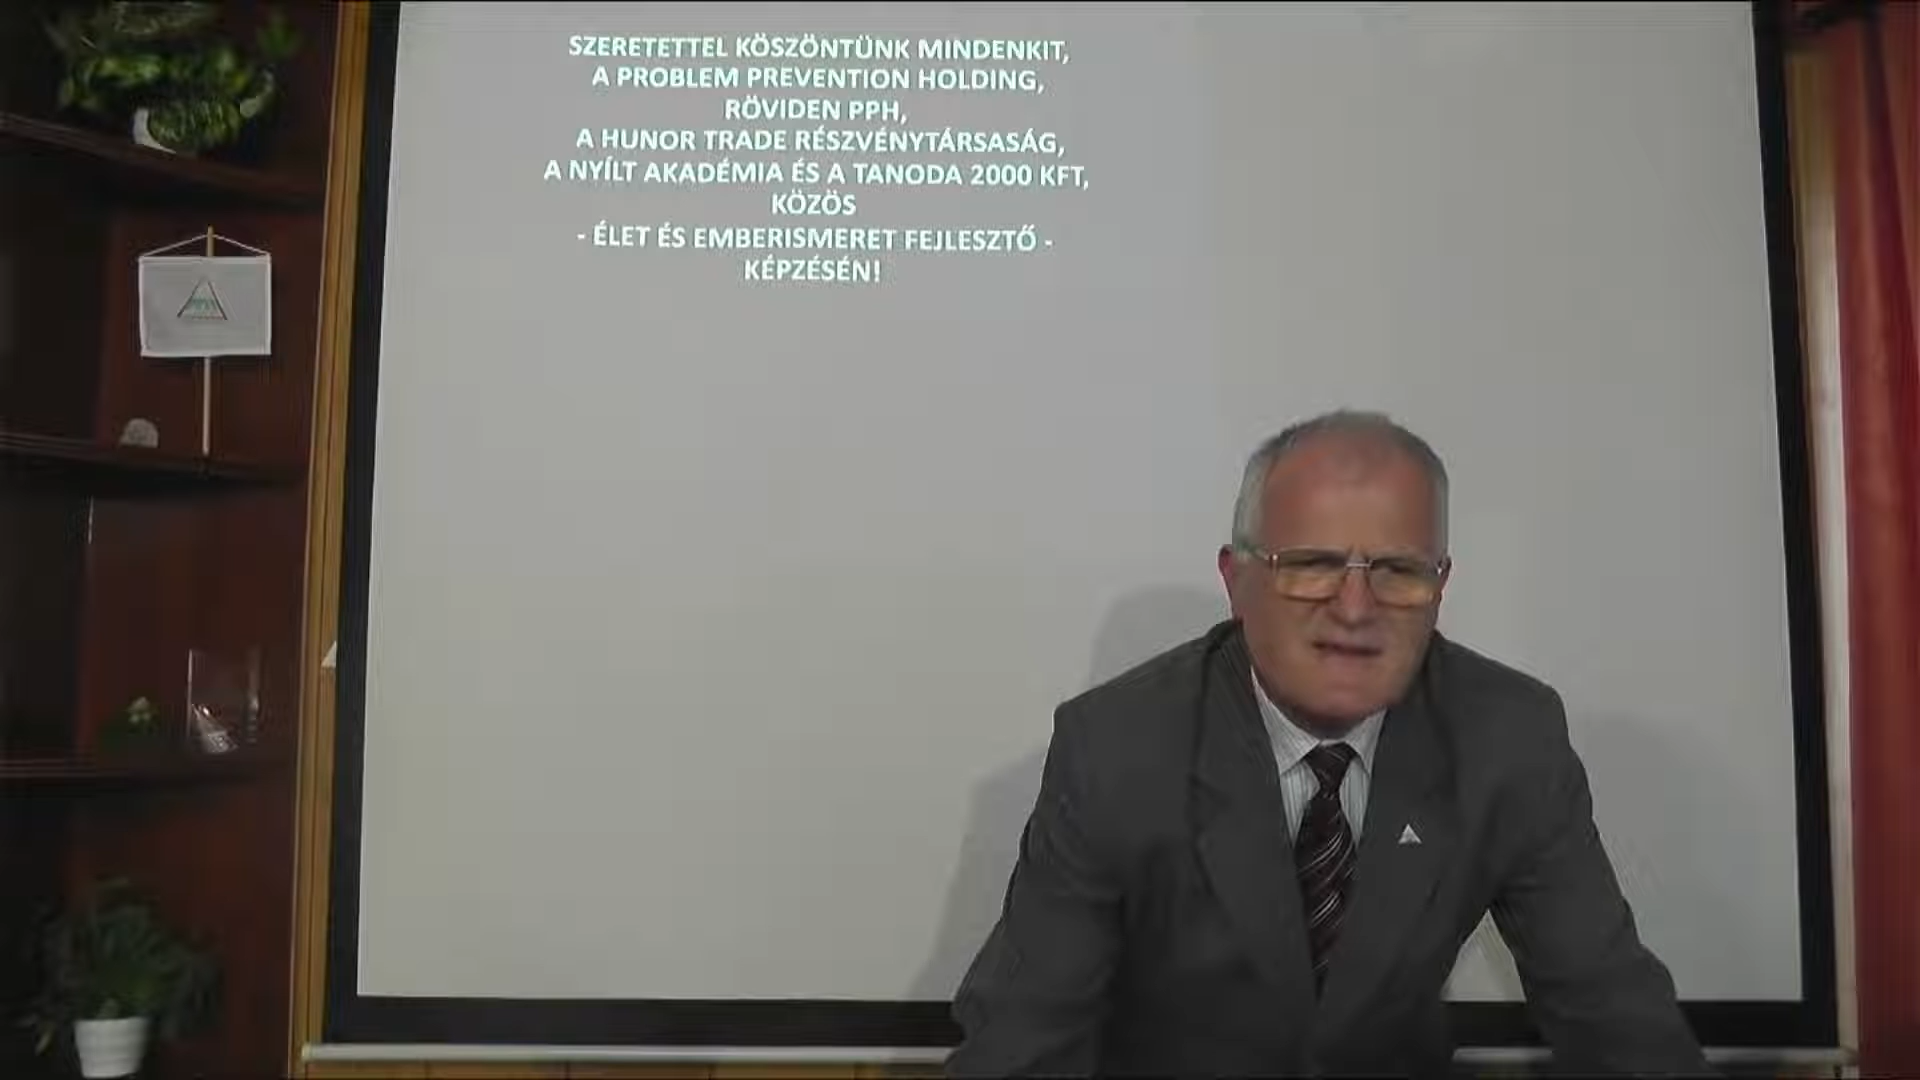 SZERETETTEL KÖSZÖNTÜNK MINDENKIT,
A PROBLEM PREVENTION HOLDING,
RÖVIDEN PPH,
A HUNOR TRADE RÉSZVÉNYTÁRSASÁG,
A NYÍLT AKADÉMIA ÉS A TANODA 2000 KFT,
KÖZÖS
- ÉLET ÉS EMBERISMERET FEJLESZTŐ -
KÉPZÉSÉN!